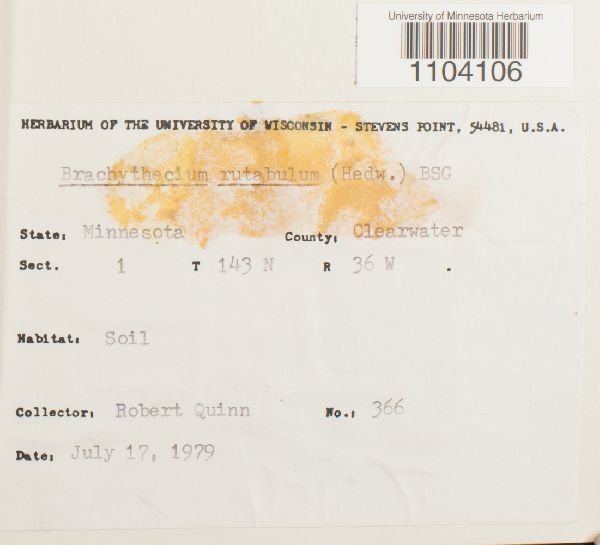 University of Minnesota Herbarium
1104106
HERBARIUM OF THE UNIVERSITY OF WISCONSIN - STEVENS POINT, 54481, U.S.A.
Brachythecium rutabulum (Hedw.) BSG
State: Minnesota County: Clearwater
Sect. 1 T 143 N R 36 W .
Habitat: Soil
Collector: Robert Quinn No.: 366
Date: July 17, 1979